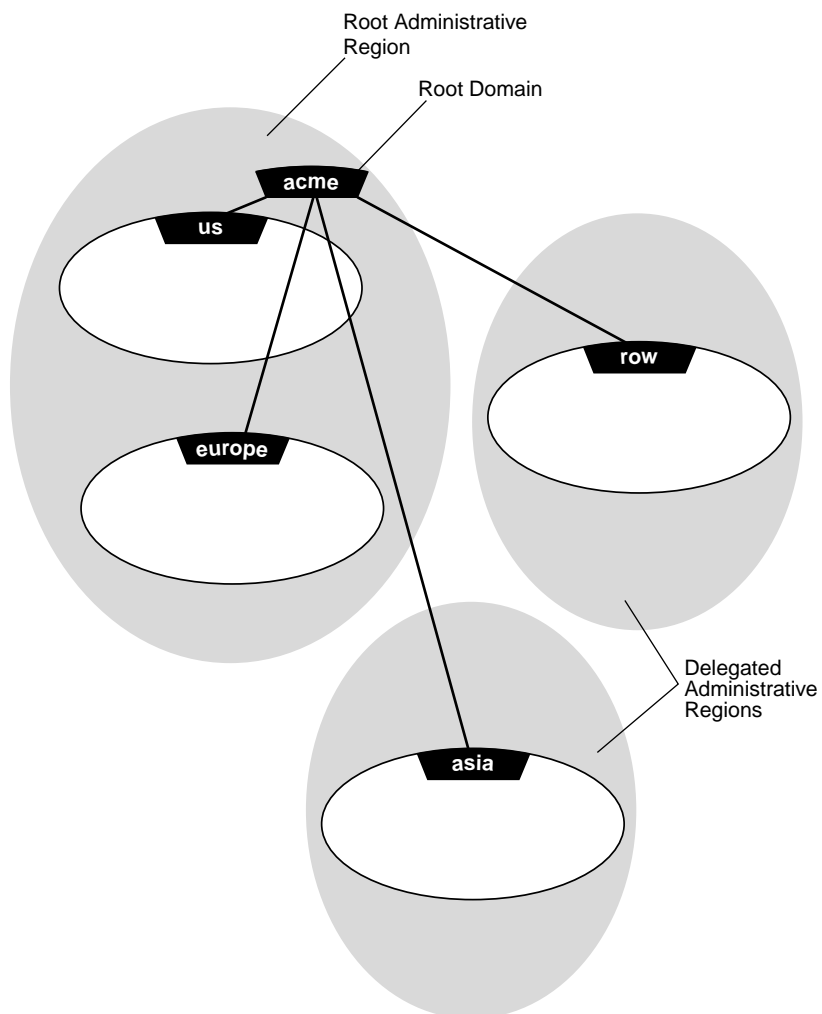 Root Administrative
Region
Root Domain
acme
us
row
europe
Delegated
Administrative
Regions
asia